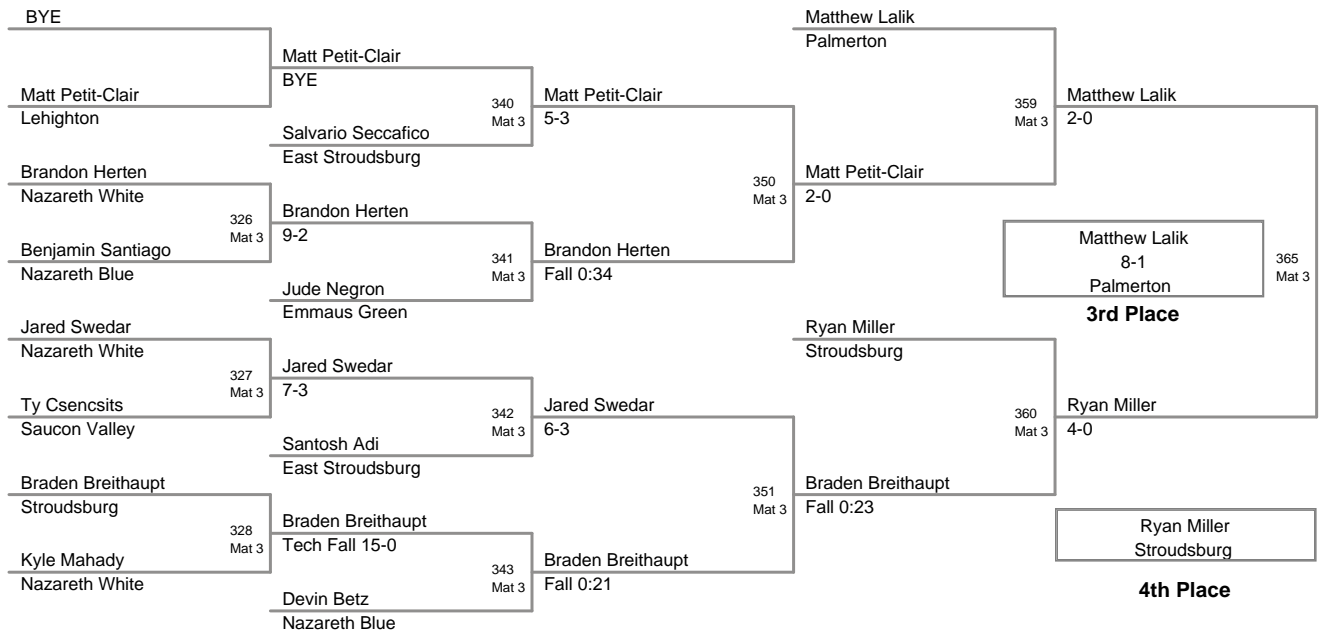 BYE
Matt Petit-Clair
Lehighton
Brandon Herten
Nazareth White
326
Mat 3
Benjamin Santiago
Nazareth Blue
Jared Swedar
Nazareth White
327
Mat 3
Ty Csencsits
Saucon Valley
Braden Breithaupt
Stroudsburg
328
Mat 3
Kyle Mahady
Nazareth White
Matt Petit-Clair
BYE
340
Mat 3
Salvario Seccafico
East Stroudsburg
Brandon Herten
9-2
341
Mat 3
Jude Negron
Emmaus Green
Jared Swedar
7-3
342
Mat 3
Santosh Adi
East Stroudsburg
Braden Breithaupt
Tech Fall 15-0
343
Mat 3
Devin Betz
Nazareth Blue
Matt Petit-Clair
5-3
350
Mat 3
Brandon Herten
Fall 0:34
Jared Swedar
6-3
351
Mat 3
Braden Breithaupt
Fall 0:21
Matthew Lalik
Palmerton
359
Mat 3
Matt Petit-Clair
2-0
Ryan Miller
Stroudsburg
360
Mat 3
Braden Breithaupt
Fall 0:23
Matthew Lalik
2-0
Matthew Lalik
8-1
Palmerton
3rd Place
365
Mat 3
Ryan Miller
4-0
Ryan Miller
Stroudsburg
4th Place